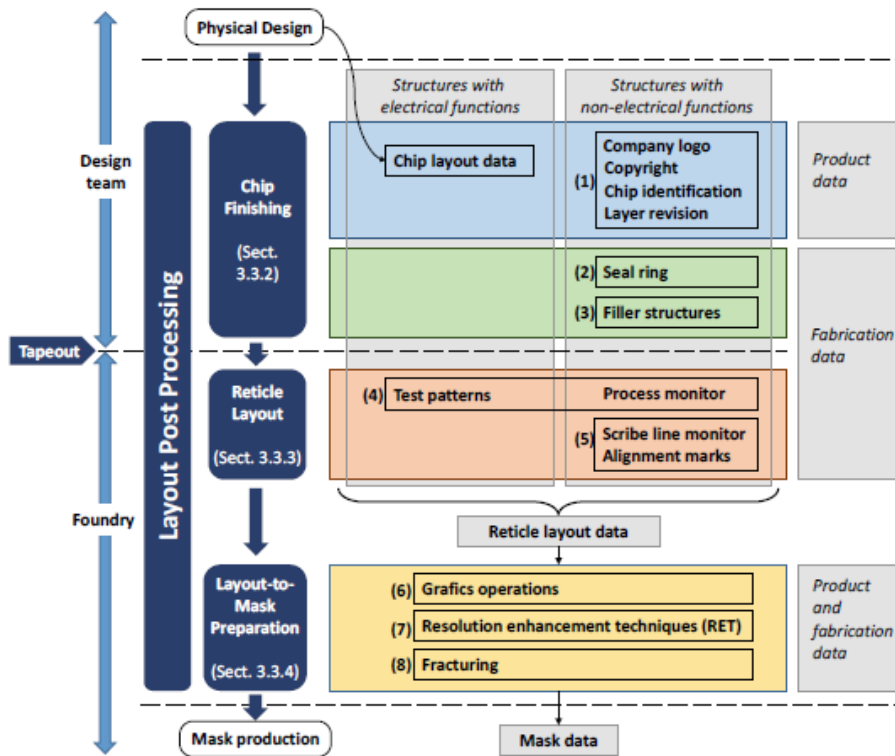 Physical Design
Structures with
electrical functions
Structures with
non-electrical functions
Design
team
Layout Post Processing
Chip
Finishing
(Sect.
3.3.2)
Chip layout data
(1)
Company logo
Copyright
Chip identification
Layer revision
Product
data
(2) Seal ring
(3) Filler structures
Fabrication
data
Tapeout
Reticle
Layout
(Sect. 3.3.3)
(4) Test patterns
Process monitor
(5)
Scribe line monitor
Alignment marks
Foundry
Reticle layout data
Layout-to-
Mask
Preparation
(Sect. 3.3.4)
(6) Grafics operations
(7) Resolution enhancement techniques (RET)
(8) Fracturing
Product
and
fabrication
data
Mask production
Mask data